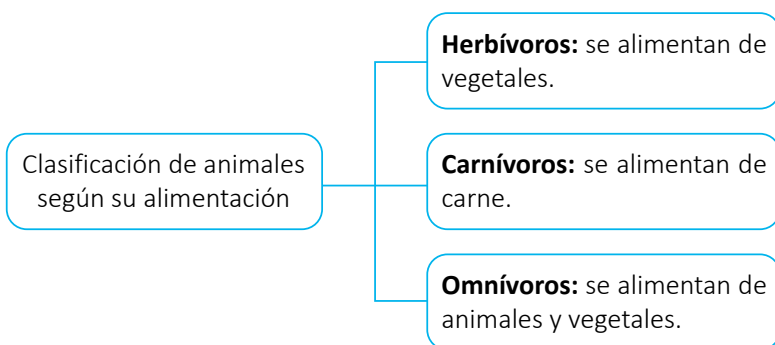 Clasificación de animales
según su alimentación
Herbívoros: se alimentan de
vegetales.
Carnívoros: se alimentan de
carne.
Omnívoros: se alimentan de
animales y vegetales.